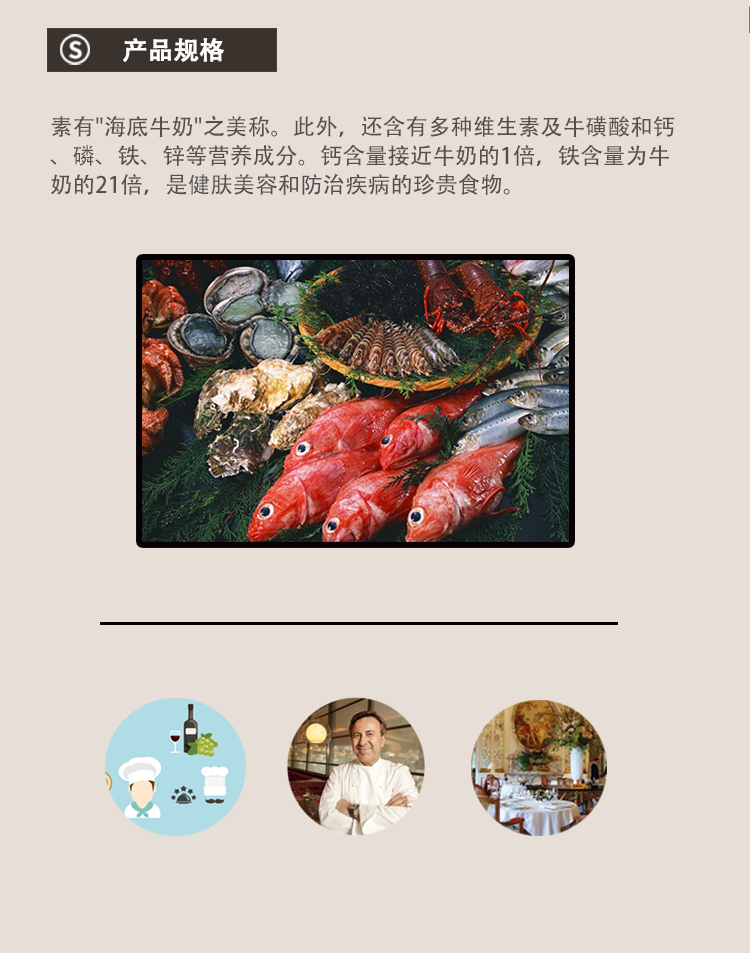 S 产品规格
素有"海底牛奶"之美称。此外，还含有多种维生素及牛磺酸和钙
、磷、铁、锌等营养成分。钙含量接近牛奶的1倍，铁含量为牛
奶的21倍，是健肤美容和防治疾病的珍贵食物。